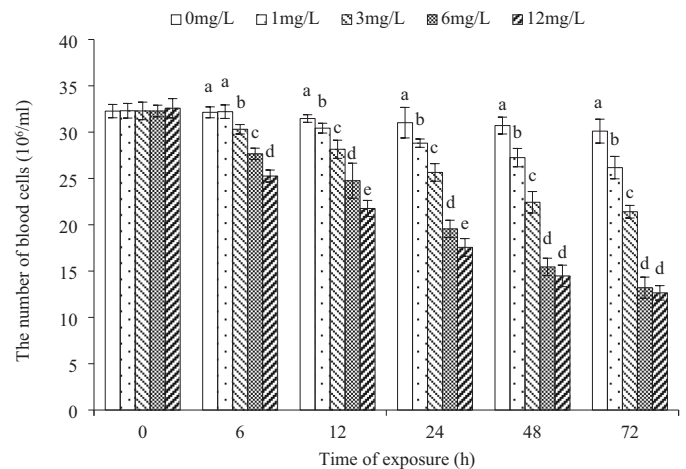 0mg/L 1mg/L 3mg/L 6mg/L 12mg/L
The number of blood cells (10⁶/ml)
40
35
30
25
20
15
10
5
0
a a b c d
a b c d e
a b c d e
a b c d d
a b c d d
0 6 12 24 48 72
Time of exposure (h)